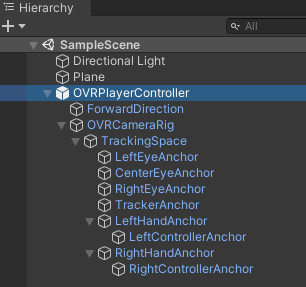 Hierarchy
All
SampleScene
Directional Light
Plane
OVRPlayerController
ForwardDirection
OVRCameraRig
TrackingSpace
LeftEyeAnchor
CenterEyeAnchor
RightEyeAnchor
TrackerAnchor
LeftHandAnchor
LeftControllerAnchor
RightHandAnchor
RightControllerAnchor